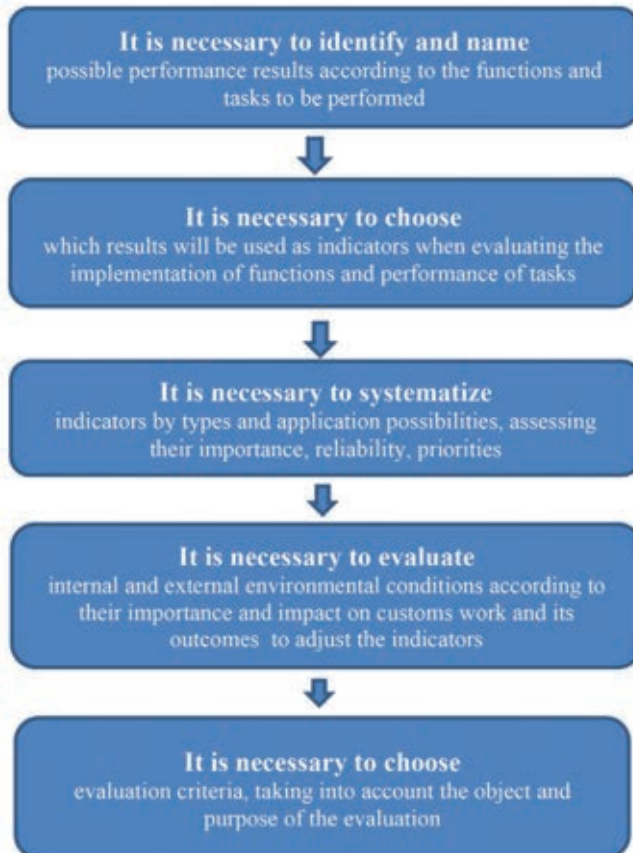 It is necessary to identify and name
possible performance results according to the functions and
tasks to be performed
It is necessary to choose
which results will be used as indicators when evaluating the
implementation of functions and performance of tasks
It is necessary to systematize
indicators by types and application possibilities, assessing
their importance, reliability, priorities
It is necessary to evaluate
internal and external environmental conditions according to
their importance and impact on customs work and its
outcomes to adjust the indicators
It is necessary to choose
evaluation criteria, taking into account the object and
purpose of the evaluation